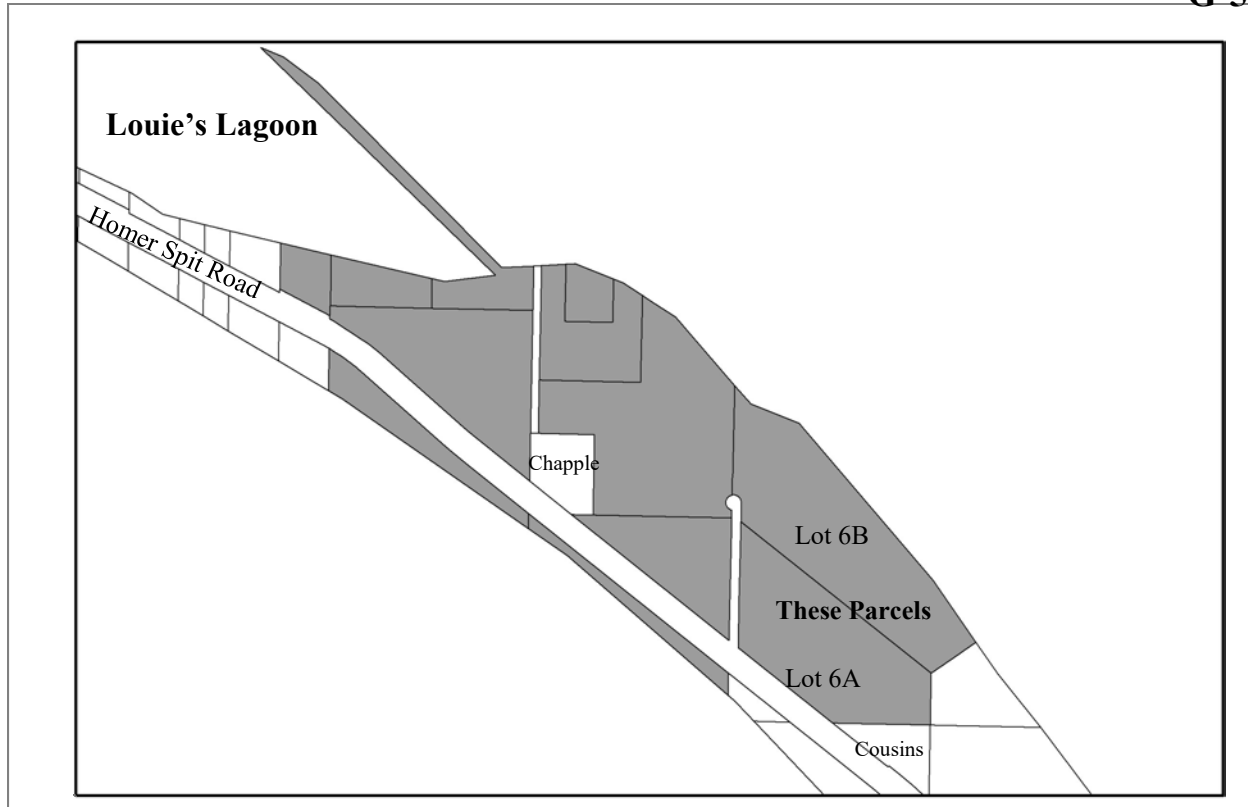 Louie's Lagoon
Homer Spit Road
Chapple
Lot 6B
These Parcels
Lot 6A
Cousins